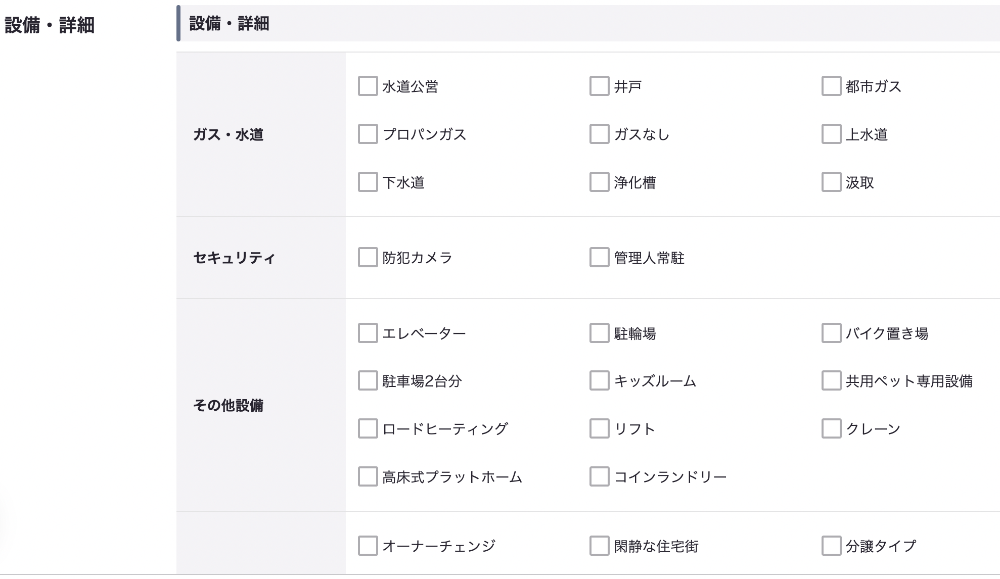 設備・詳細
設備・詳細
ガス・水道
水道公営 井戸 都市ガス
プロパンガス ガスなし 上水道
下水道 浄化槽 汲取
セキュリティ
防犯カメラ 管理人常駐
その他設備
エレベーター 駐輪場 バイク置き場
駐車場2台分 キッズルーム 共用ペット専用設備
ロードヒーティング リフト クレーン
高床式プラットホーム コインランドリー
オーナーチェンジ 閑静な住宅街 分譲タイプ